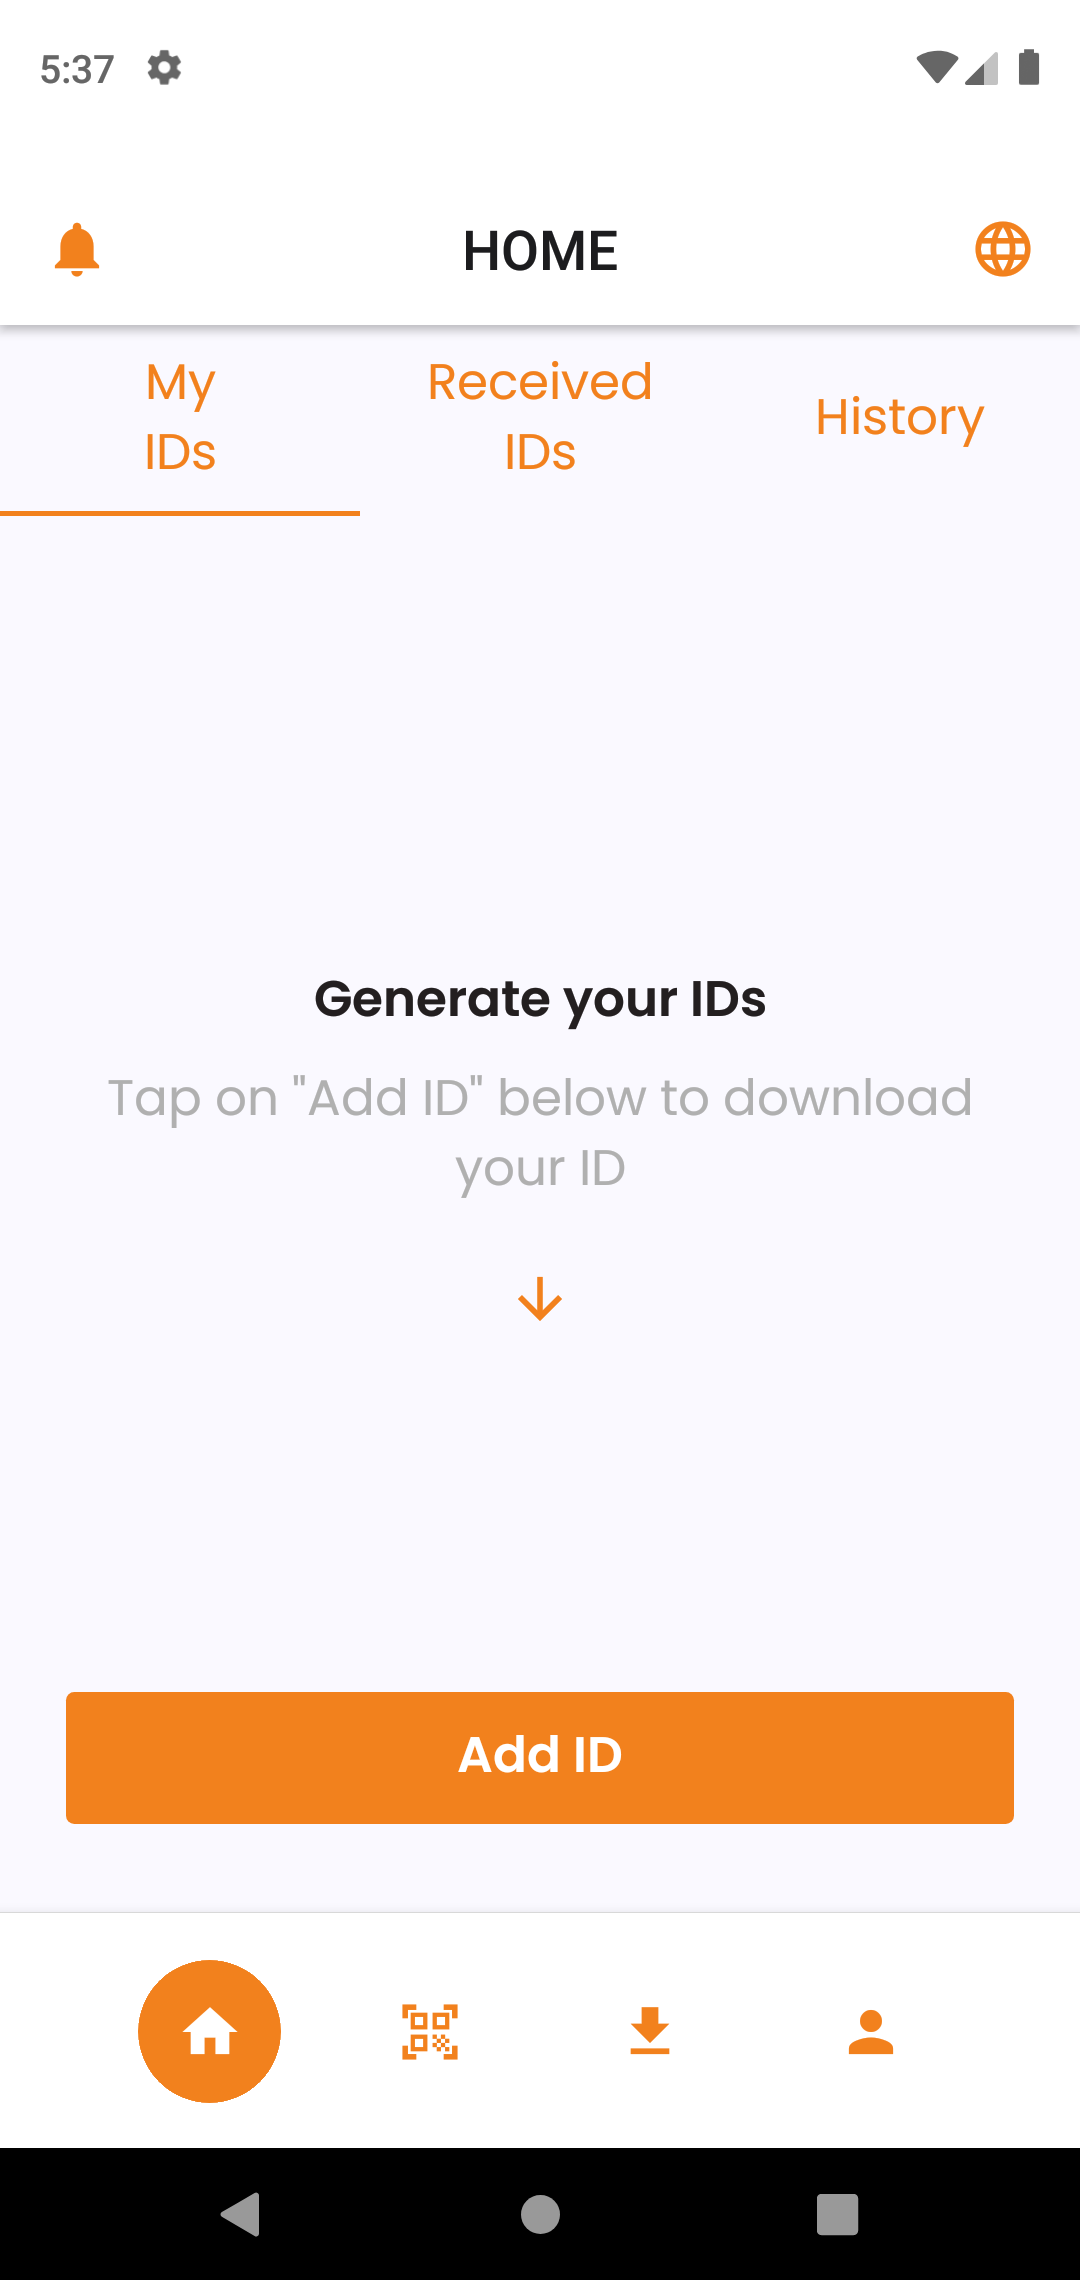 5:37
HOME
My
IDs
Received
IDs
History
Generate your IDs
Tap on "Add ID" below to download
your ID
Add ID